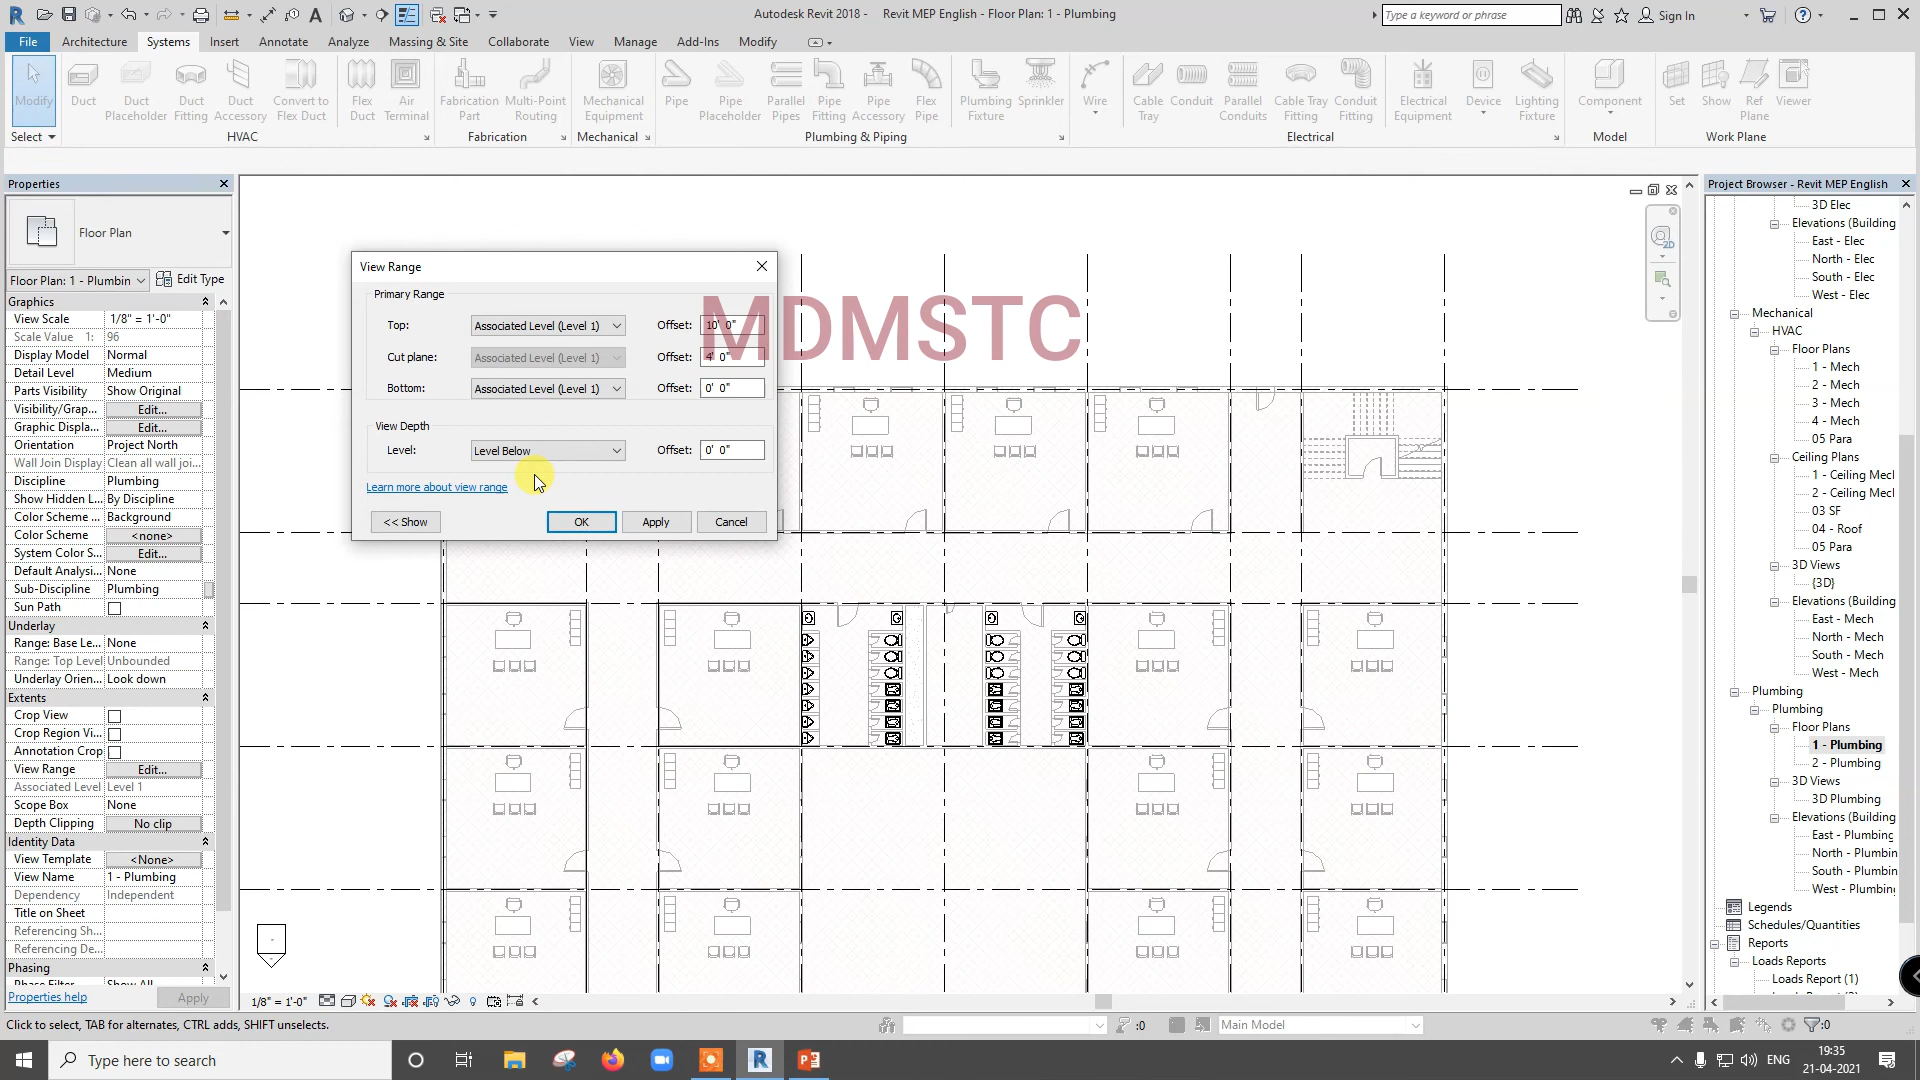 Autodesk Revit 2018 -    Revit MEP English - Floor Plan: 1 - Plumbing
Type a keyword or phrase
Sign In
File Architecture Systems Insert Annotate Analyze Massing & Site Collaborate View Manage Add-Ins Modify
Modify
Duct
Duct Placeholder
Duct Fitting
Duct Accessory
Convert to Flex Duct
Flex Duct
Air Terminal
Fabrication Part
Multi-Point Routing
Mechanical Equipment
Pipe
Pipe Placeholder
Parallel Pipes
Pipe Fitting
Pipe Accessory
Flex Pipe
Plumbing Fixture
Sprinkler
Wire
Cable Tray
Conduit
Parallel Conduits
Cable Tray Fitting
Conduit Fitting
Electrical Equipment
Device
Lighting Fixture
Component
Set
Show
Ref Plane
Viewer
Select HVAC Fabrication Mechanical Plumbing & Piping Electrical Model Work Plane
Properties
Floor Plan
Floor Plan: 1 - Plumbin Edit Type
Graphics
View Scale 1/8" = 1'-0"
Scale Value 1: 96
Display Model Normal
Detail Level Medium
Parts Visibility Show Original
Visibility/Grap... Edit...
Graphic Displa... Edit...
Orientation Project North
Wall Join Display Clean all wall joi...
Discipline Plumbing
Show Hidden L... By Discipline
Color Scheme ... Background
Color Scheme <none>
System Color S... Edit...
Default Analysi... None
Sub-Discipline Plumbing
Sun Path
Underlay
Range: Base Le... None
Range: Top Level Unbounded
Underlay Orien... Look down
Extents
Crop View
Crop Region Vi...
Annotation Crop
View Range Edit...
Associated Level Level 1
Scope Box None
Depth Clipping No clip
Identity Data
View Template <None>
View Name 1 - Plumbing
Dependency Independent
Title on Sheet
Referencing Sh...
Referencing De...
Phasing
Properties help Apply
View Range
Primary Range
Top: Associated Level (Level 1) Offset: 10' 0"
Cut plane: Associated Level (Level 1) Offset: 4' 0"
Bottom: Associated Level (Level 1) Offset: 0' 0"
View Depth
Level: Level Below Offset: 0' 0"
Learn more about view range
<< Show OK Apply Cancel
MDMSTC
2D
Project Browser - Revit MEP English
3D Elec
Elevations (Building
East - Elec
North - Elec
South - Elec
West - Elec
Mechanical
HVAC
Floor Plans
1 - Mech
2 - Mech
3 - Mech
4 - Mech
05 Para
Ceiling Plans
1 - Ceiling Mecl
2 - Ceiling Mecl
03 SF
04 - Roof
05 Para
3D Views
{3D}
Elevations (Building
East - Mech
North - Mech
South - Mech
West - Mech
Plumbing
Plumbing
Floor Plans
1 - Plumbing
2 - Plumbing
3D Views
3D Plumbing
Elevations (Building
East - Plumbing
North - Plumbin
South - Plumbin
West - Plumbing
Legends
Schedules/Quantities
Reports
Loads Reports
Loads Report (1)
1/8" = 1'-0"
Click to select, TAB for alternates, CTRL adds, SHIFT unselects.
:0
Main Model
:0
Type here to search
ENG
19:35
21-04-2021